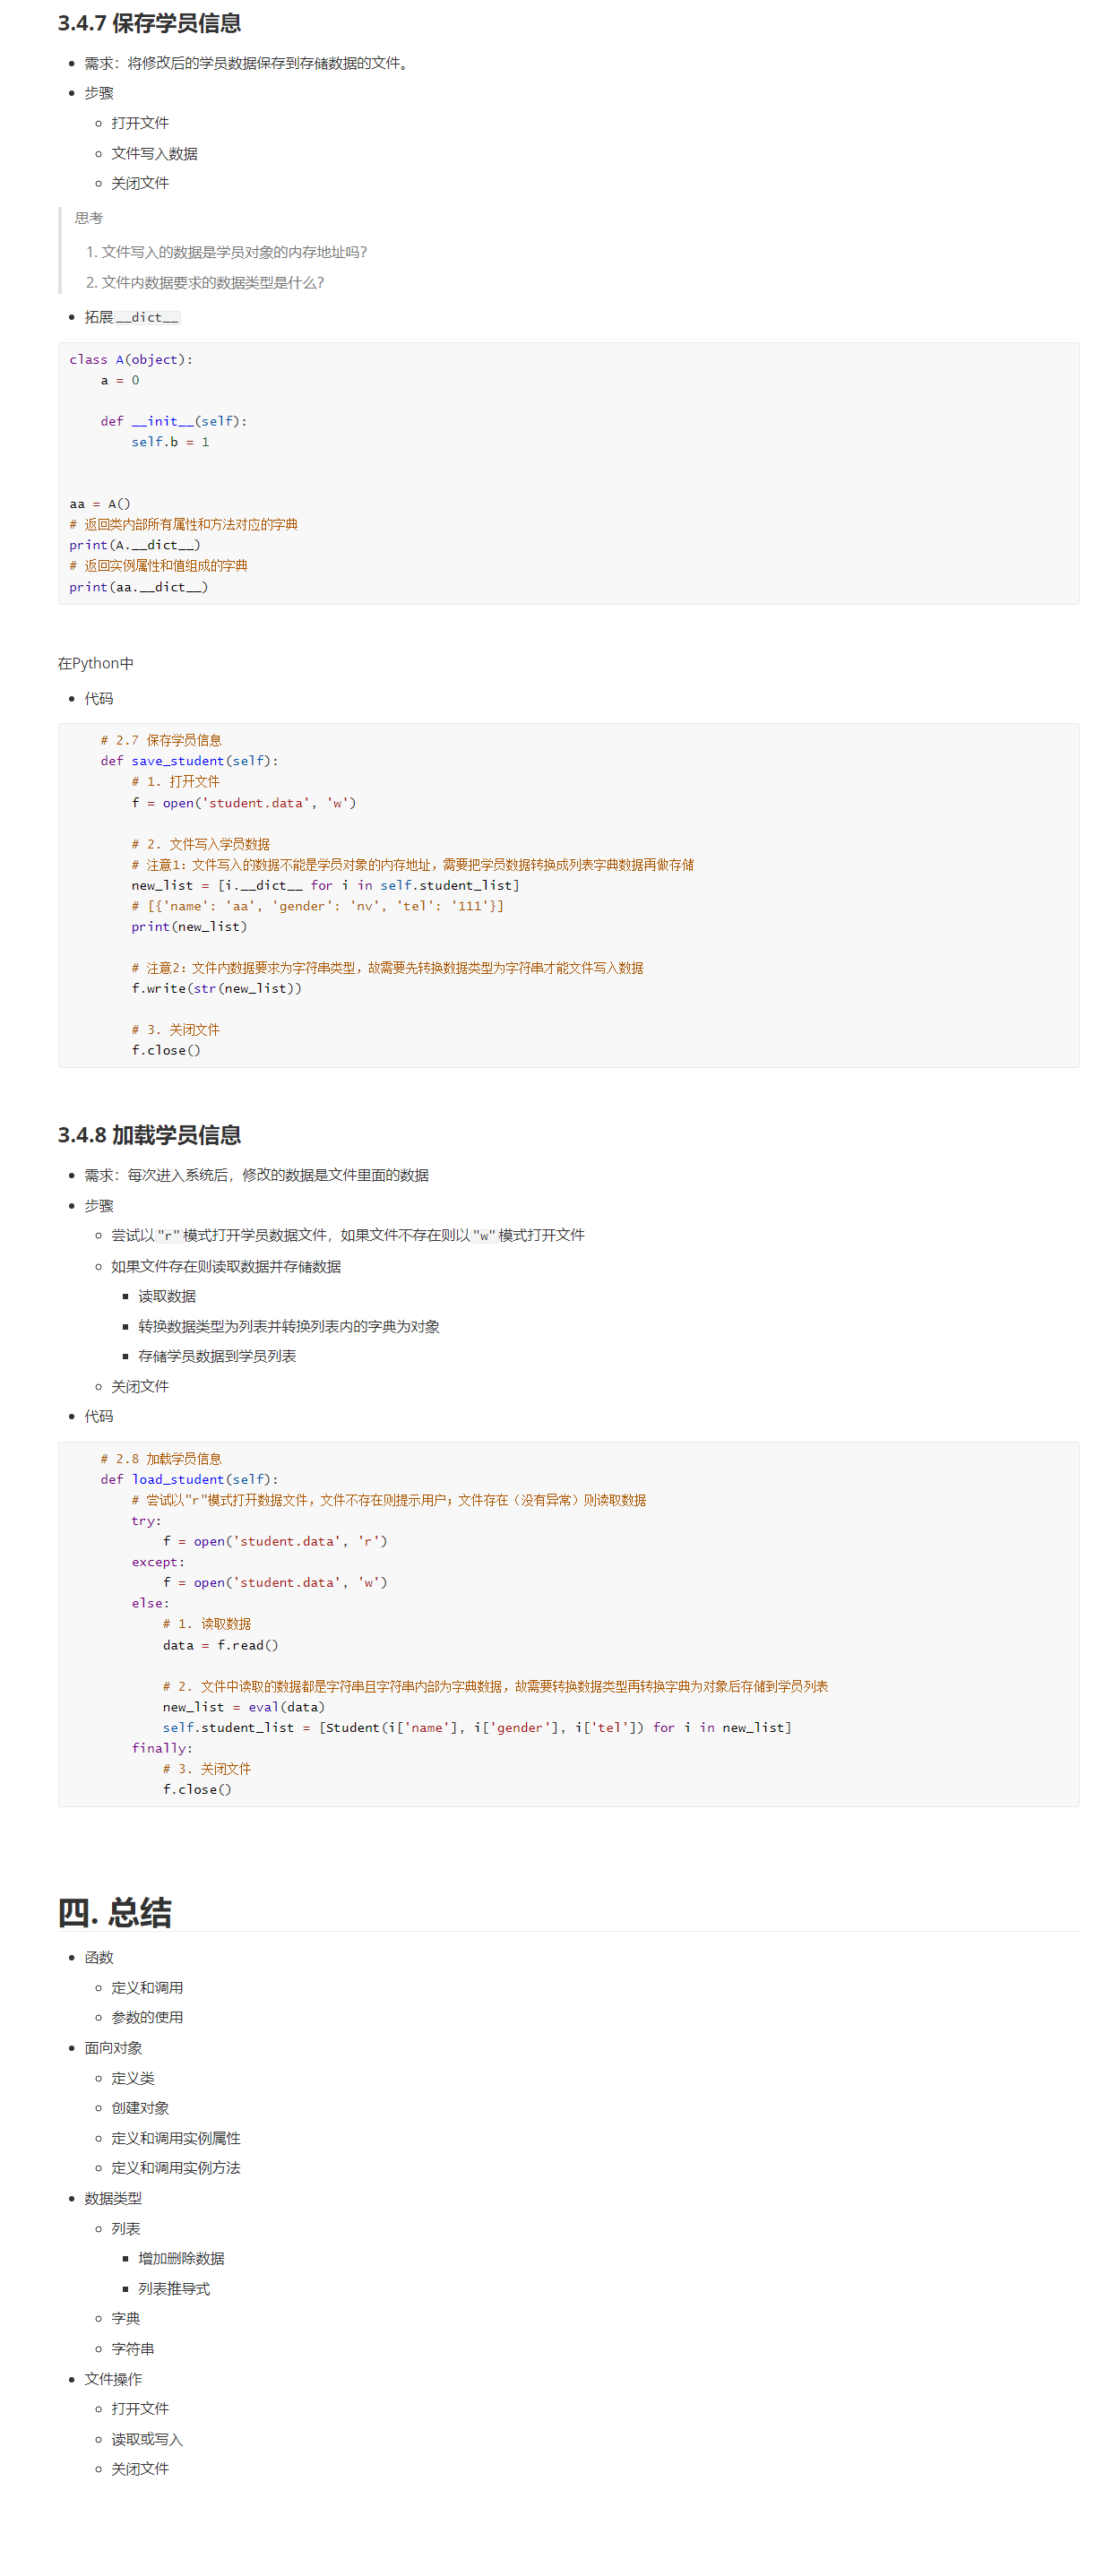 3.4.7 保存学员信息
需求：将修改后的学员数据保存到存储数据的文件。
步骤
打开文件
文件写入数据
关闭文件
思考
1. 文件写入的数据是学员对象的内存地址吗？
2. 文件内数据要求的数据类型是什么？
拓展__dict__
class A(object):
    a = 0
    def __init__(self):
        self.b = 1
aa = A()
# 返回类内部所有属性和方法对应的字典
print(A.__dict__)
# 返回实例属性和值组成的字典
print(aa.__dict__)
在Python中
代码
    # 2.7 保存学员信息
    def save_student(self):
        # 1. 打开文件
        f = open('student.data', 'w')
        # 2. 文件写入学员数据
        # 注意1：文件写入的数据不能是学员对象的内存地址，需要把学员数据转换成列表字典数据再做存储
        new_list = [i.__dict__ for i in self.student_list]
        # [{'name': 'aa', 'gender': 'nv', 'tel': '111'}]
        print(new_list)
        # 注意2：文件内数据要求为字符串类型，故需要先转换数据类型为字符串才能文件写入数据
        f.write(str(new_list))
        # 3. 关闭文件
        f.close()
3.4.8 加载学员信息
需求：每次进入系统后，修改的数据是文件里面的数据
步骤
尝试以"r"模式打开学员数据文件，如果文件不存在则以"w"模式打开文件
如果文件存在则读取数据并存储数据
读取数据
转换数据类型为列表并转换列表内的字典为对象
存储学员数据到学员列表
关闭文件
代码
    # 2.8 加载学员信息
    def load_student(self):
        # 尝试以"r"模式打开数据文件，文件不存在则提示用户；文件存在（没有异常）则读取数据
        try:
            f = open('student.data', 'r')
        except:
            f = open('student.data', 'w')
        else:
            # 1. 读取数据
            data = f.read()
            # 2. 文件中读取的数据都是字符串且字符串内部为字典数据，故需要转换数据类型再转换字典为对象后存储到学员列表
            new_list = eval(data)
            self.student_list = [Student(i['name'], i['gender'], i['tel']) for i in new_list]
        finally:
            # 3. 关闭文件
            f.close()
四. 总结
函数
定义和调用
参数的使用
面向对象
定义类
创建对象
定义和调用实例属性
定义和调用实例方法
数据类型
列表
增加删除数据
列表推导式
字典
字符串
文件操作
打开文件
读取或写入
关闭文件